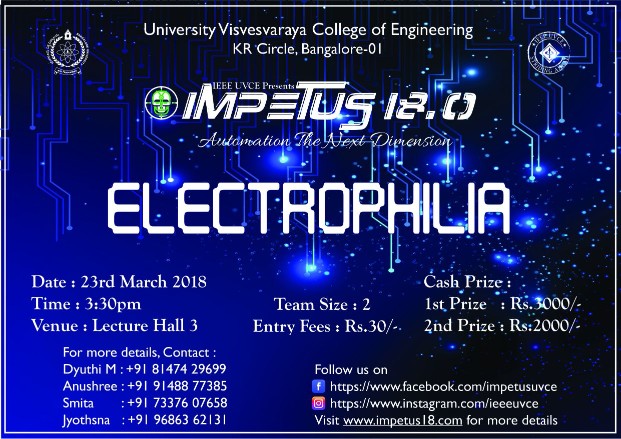 University Visvesvaraya College of Engineering
KR Circle, Bangalore-01
IEEE UVCE Presents
IMPETUS 18.0
Automation The Next Dimension
ELECTROPHILIA
Date : 23rd March 2018
Time : 3:30pm
Venue : Lecture Hall 3
Team Size : 2
Entry Fees : Rs.30/-
Cash Prize :
1st Prize : Rs.3000/-
2nd Prize : Rs:2000/-
For more details, Contact :
Dyuthi M : +91 81474 29699
Anushree : +91 91488 77385
Smita : +91 73376 07658
Jyothsna : +91 96863 62131
Follow us on
https://www.facebook.com/impetusuvce
https://www.instagram.com/ieeeuvce
Visit www.impetus18.com for more details